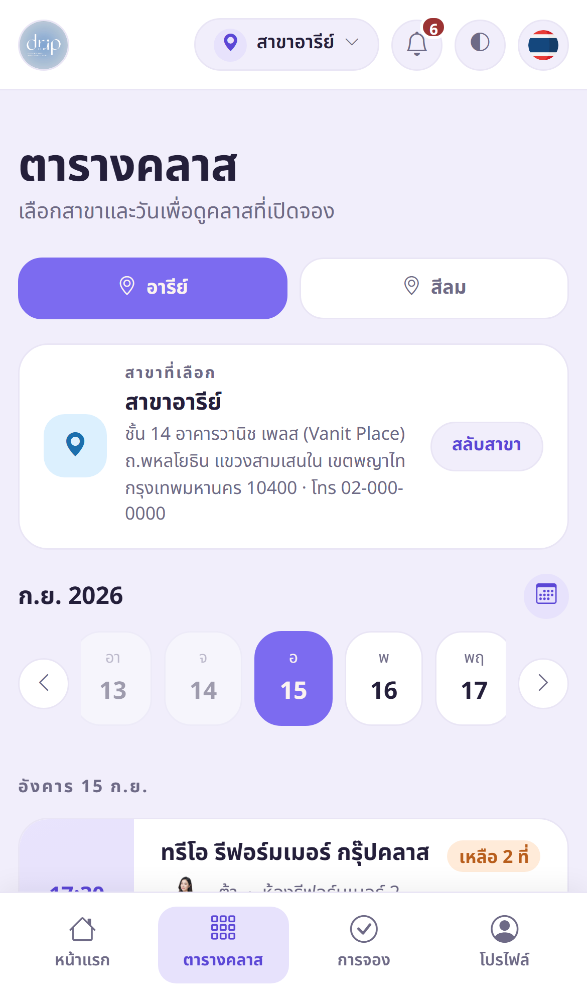 drip
สาขาอารีย์
6
ตารางคลาส
เลือกสาขาและวันเพื่อดูคลาสที่เปิดจอง
อารีย์
สีลม
สาขาที่เลือก
สาขาอารีย์
ชั้น 14 อาคารวานิช เพลส (Vanit Place)
ถ.พหลโยธิน แขวงสามเสนใน เขตพญาไท
กรุงเทพมหานคร 10400 · โทร 02-000-
0000
สลับสาขา
ก.ย. 2026
อา
13
จ
14
อ
15
พ
16
พฤ
17
อังคาร 15 ก.ย.
ทรีโอ รีฟอร์มเมอร์ กรุ๊ปคลาส
เหลือ 2 ที่
หน้าแรก
ตารางคลาส
การจอง
โปรไฟล์